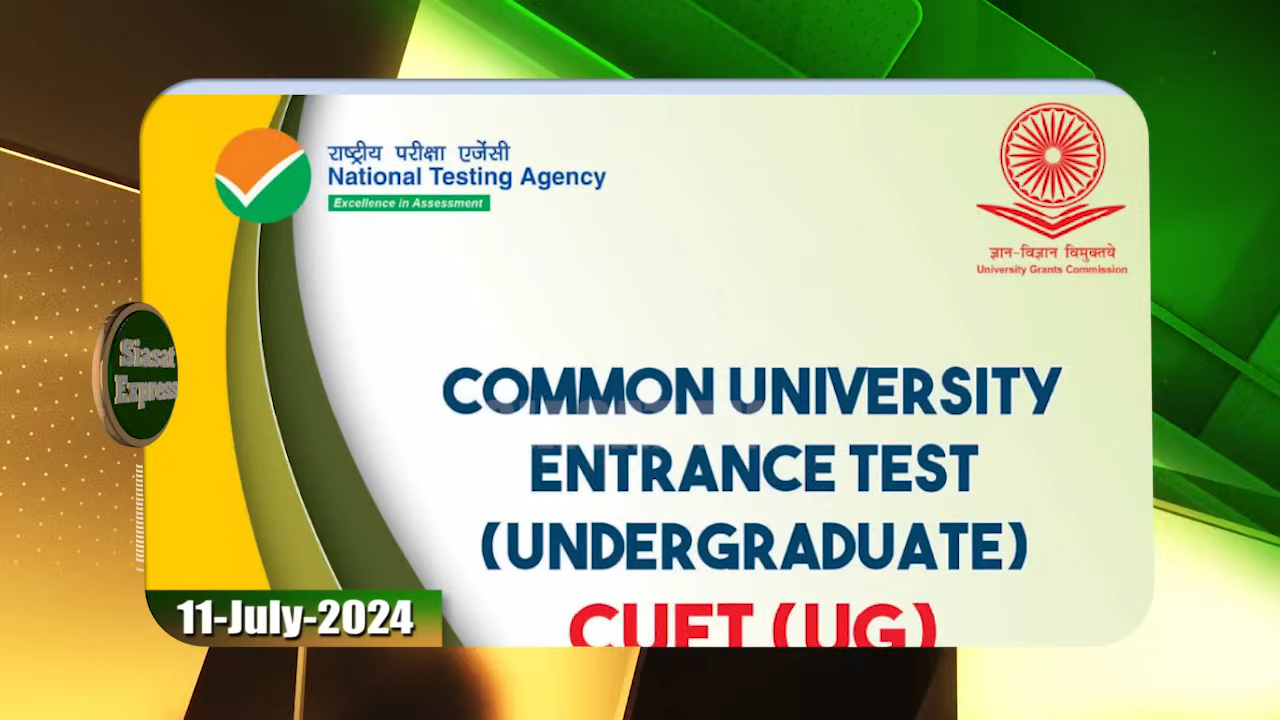 राष्ट्रीय परीक्षा एजेंसी
National Testing Agency
Excellence in Assessment
ज्ञान-विज्ञान विमुक्तये
University Grants Commission
Siasat
Express
COMMON UNIVERSITY
ENTRANCE TEST
(UNDERGRADUATE)
CUET (UG)
11-July-2024